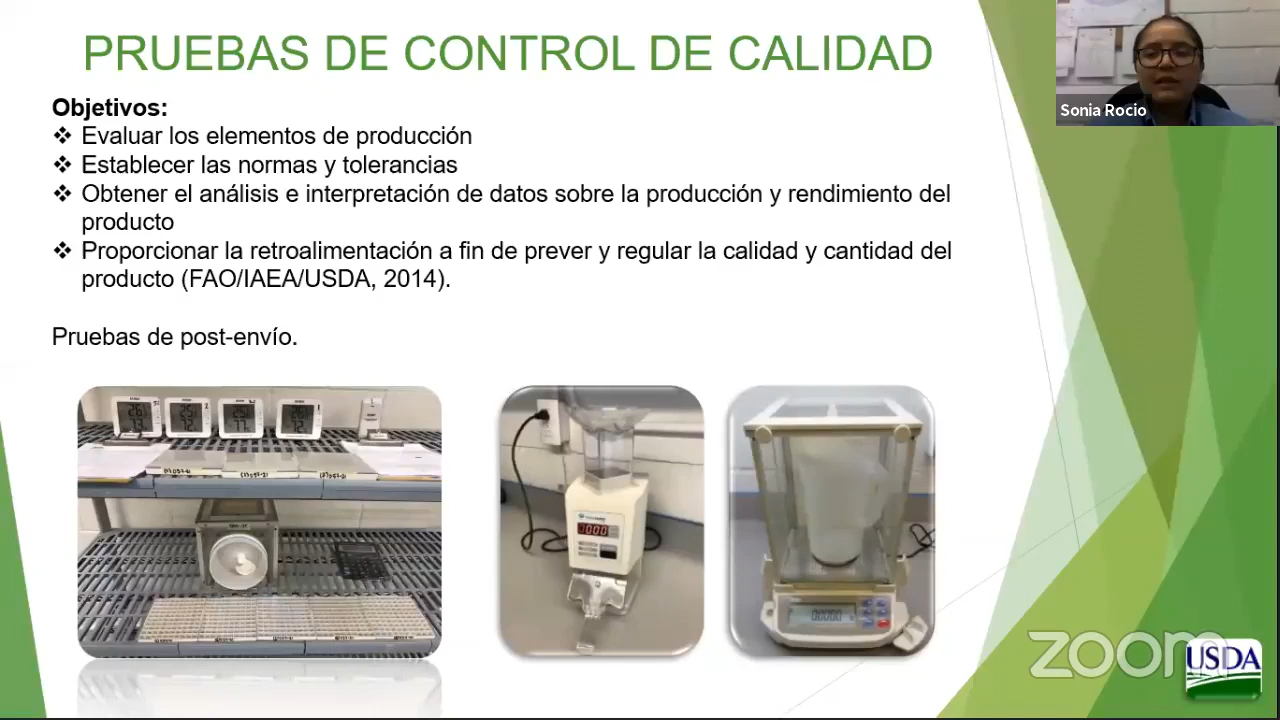 PRUEBAS DE CONTROL DE CALIDAD
Sonia Rocio
Objetivos:
❖ Evaluar los elementos de producción
❖ Establecer las normas y tolerancias
❖ Obtener el análisis e interpretación de datos sobre la producción y rendimiento del
producto
❖ Proporcionar la retroalimentación a fin de prever y regular la calidad y cantidad del
producto (FAO/IAEA/USDA, 2014).
Pruebas de post-envío.
zoom
USDA